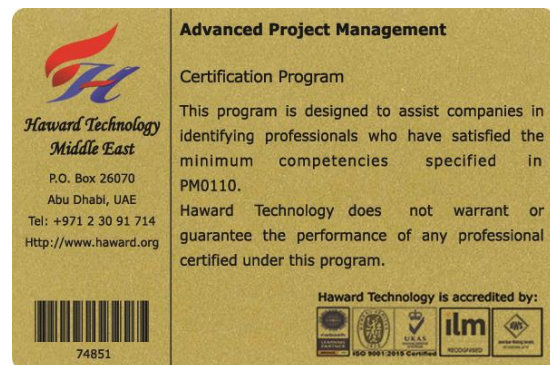 Haward Technology
Middle East
P.O. Box 26070
Abu Dhabi, UAE
Tel: +971 2 30 91 714
Http://www.haward.org
74851
Advanced Project Management
Certification Program
This program is designed to assist companies in
identifying professionals who have satisfied the
minimum competencies specified in
PM0110.
Haward Technology does not warrant or
guarantee the performance of any professional
certified under this program.
Haward Technology is accredited by:
UKAS
ISO 9001:2015 Certified
ilm
RECOGNISED